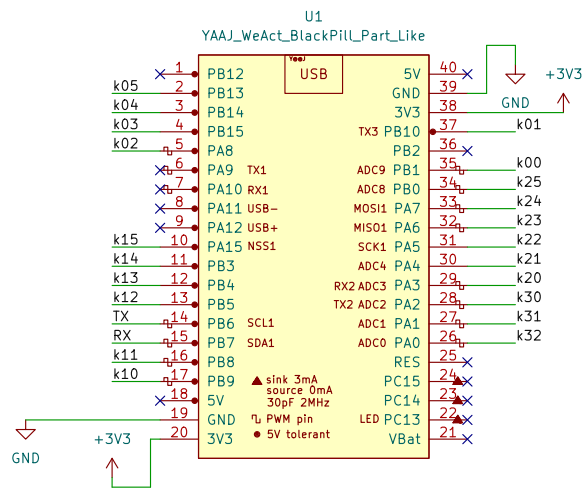 U1
YAAJ_WeAct_BlackPill_Part_Like
YeeJ
USB
1 PB12
k05 2 PB13
k04 3 PB14
k03 4 PB15
k02 5 PA8
6 PA9 TX1
7 PA10 RX1
8 PA11 USB-
9 PA12 USB+
k15 10 PA15 NSS1
k14 11 PB3
k13 12 PB4
k12 13 PB5
TX 14 PB6 SCL1
RX 15 PB7 SDA1
k11 16 PB8
k10 17 PB9
18 5V
19 GND
20 3V3
GND
+3V3
5V 40
GND 39
3V3 38
TX3 PB10 37 k01
PB2 36
ADC9 PB1 35 k00
ADC8 PB0 34 k25
MOSI1 PA7 33 k24
MISO1 PA6 32 k23
SCK1 PA5 31 k22
ADC4 PA4 30 k21
RX2 ADC3 PA3 29 k20
TX2 ADC2 PA2 28 k30
ADC1 PA1 27 k31
ADC0 PA0 26 k32
RES 25
PC15 24
PC14 23
LED PC13 22
VBat 21
GND
+3V3
sink 3mA
source 0mA
30pF 2MHz
PWM pin
5V tolerant